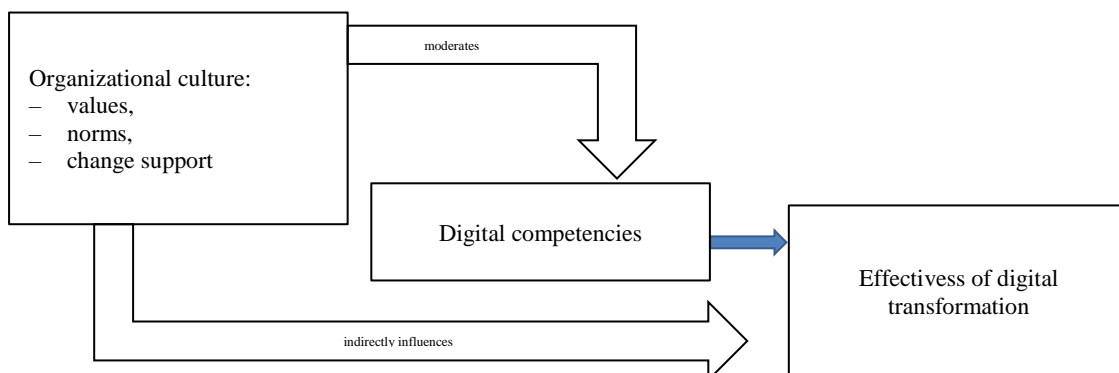 moderates
Organizational culture:
– values,
– norms,
– change support
Digital competencies
Effectivess of digital
transformation
indirectly influences